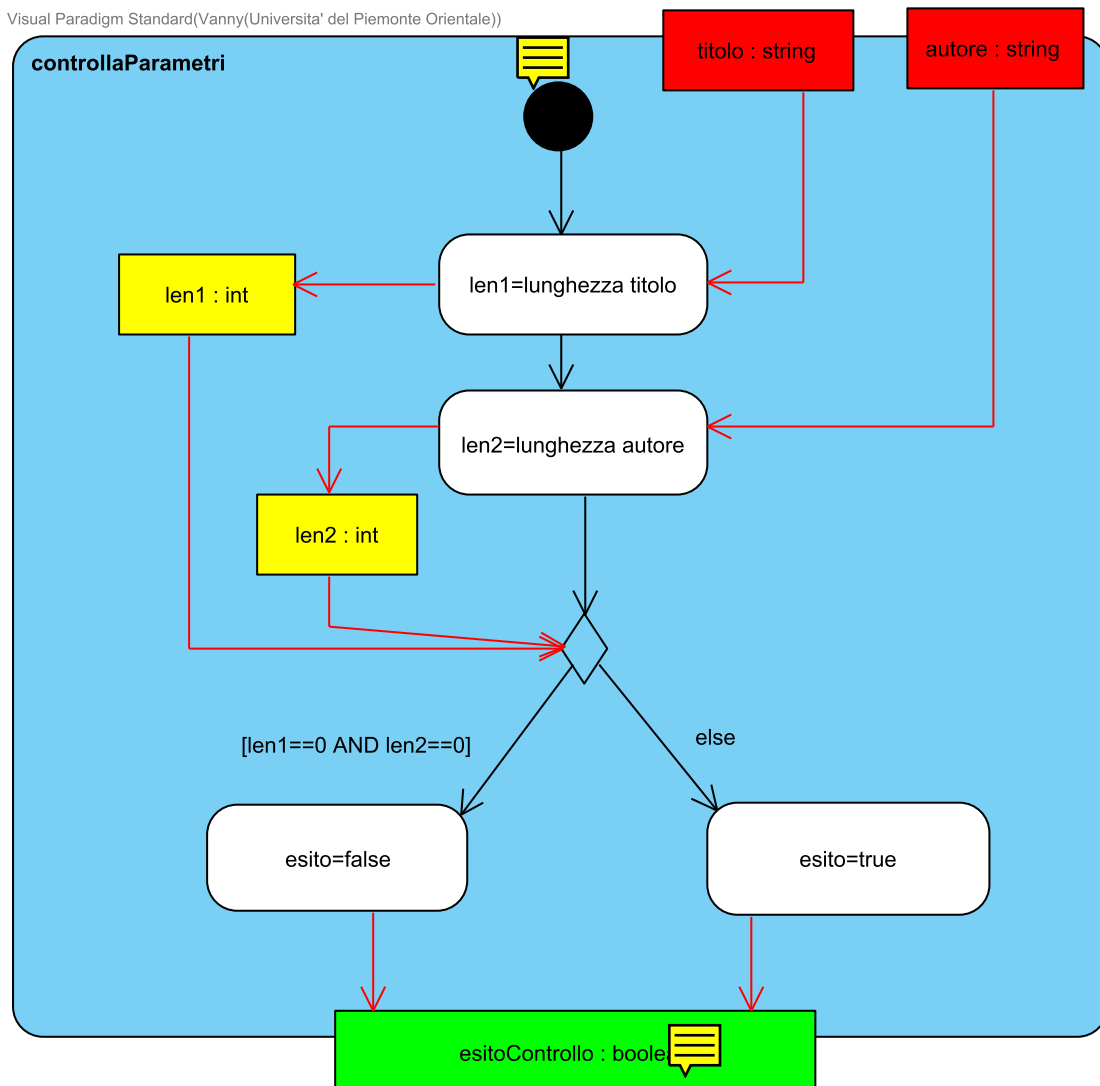 Visual Paradigm Standard(Vanny(Universita' del Piemonte Orientale))
controllaParametri
titolo : string
autore : string
len1=lunghezza titolo
len1 : int
len2=lunghezza autore
len2 : int
[len1==0 AND len2==0]
else
esito=false
esito=true
esitoControllo :